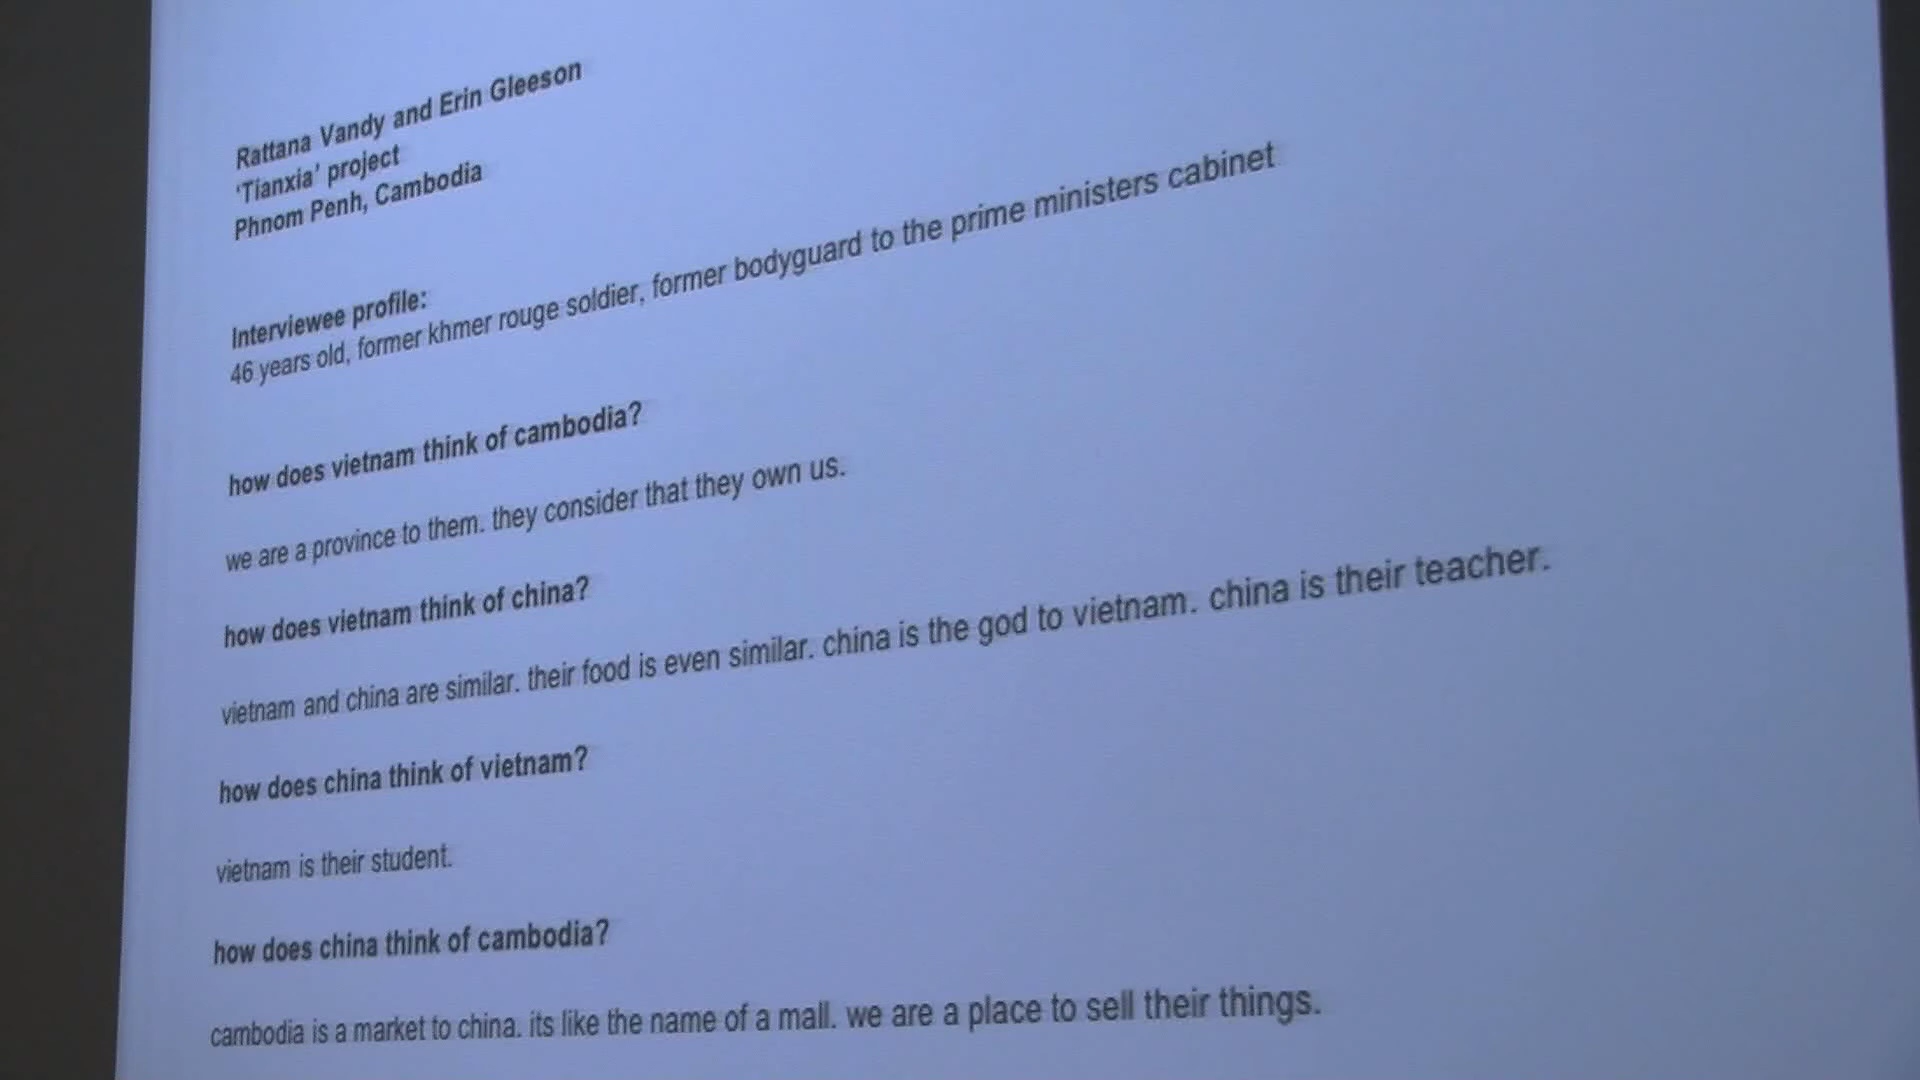 Rattana Vandy and Erin Gleeson
'Tianxia' project
Phnom Penh, Cambodia
Interviewee profile:
46 years old, former khmer rouge soldier, former bodyguard to the prime ministers cabinet
how does vietnam think of cambodia?
we are a province to them. they consider that they own us.
how does vietnam think of china?
vietnam and china are similar. their food is even similar. china is the god to vietnam. china is their teacher.
how does china think of vietnam?
vietnam is their student.
how does china think of cambodia?
cambodia is a market to china. its like the name of a mall. we are a place to sell their things.